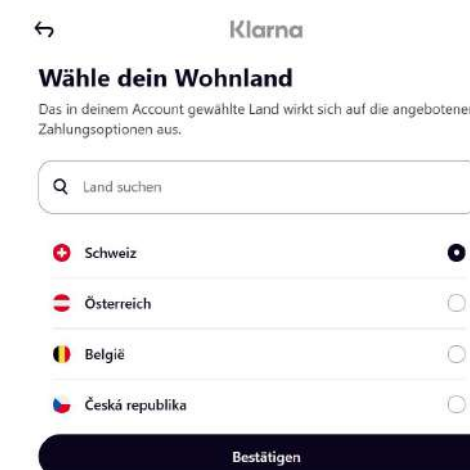 Klarna
Wähle dein Wohnland
Das in deinem Account gewählte Land wirkt sich auf die angebotenen
Zahlungsoptionen aus.
Land suchen
Schweiz
Österreich
België
Česká republika
Bestätigen